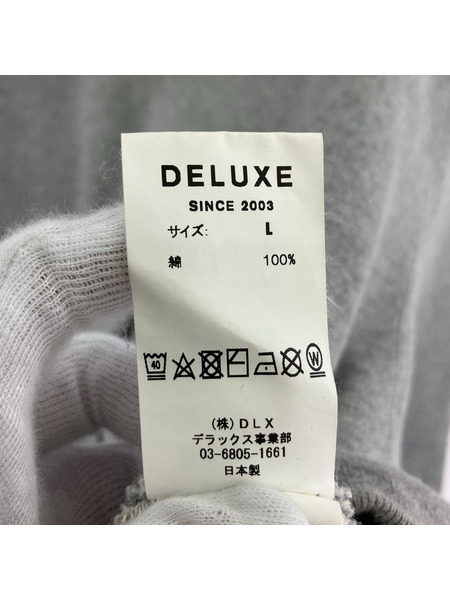 DELUXE
SINCE 2003
サイズ: L
綿 100%
40 W
(株)DLX
デラックス事業部
03-6805-1661
日本製